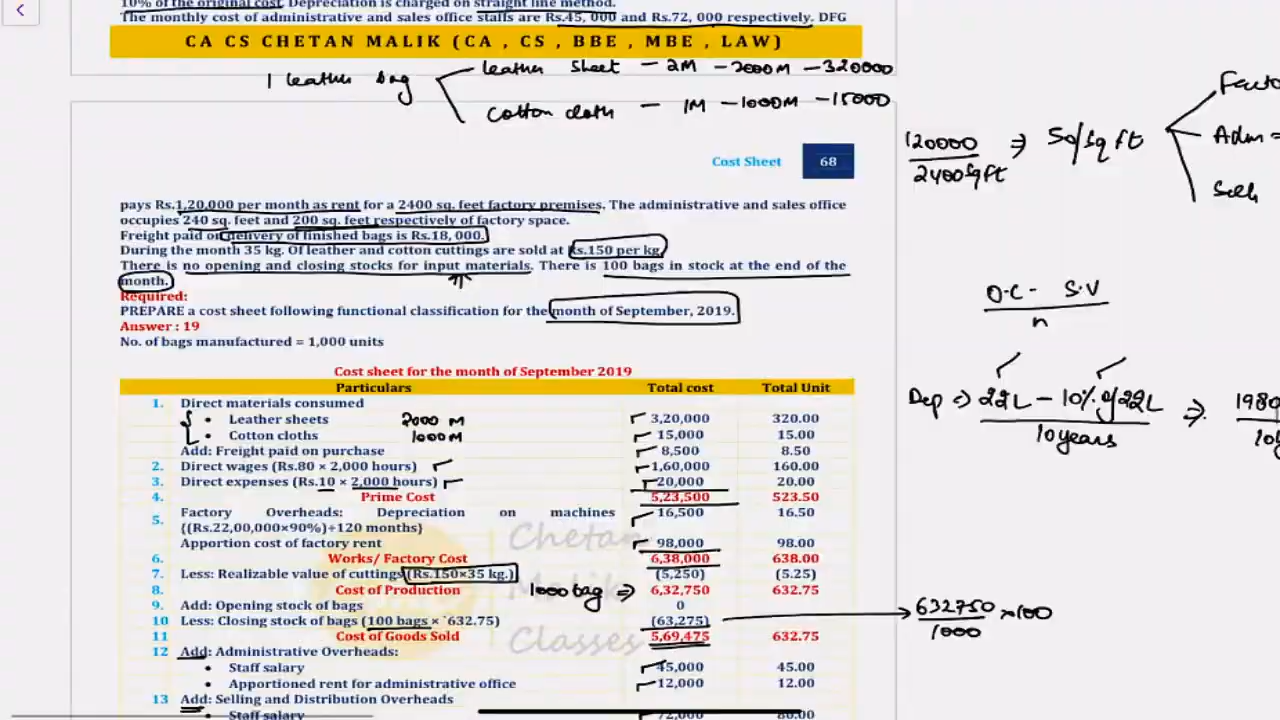 10% of the original cost. Depreciation is charged on straight line method.
The monthly cost of administrative and sales office staffs are Rs.45, 000 and Rs.72, 000 respectively. DFG
CA CS CHETAN MALIK (CA , CS , BBE , MBE , LAW)
1 leather bag
leather sheet - 2M - 2000M - 320000
Cotton cloth - 1M - 1000M - 15000
Cost Sheet 68
120000 / 2400 sq ft ⇒ 50/sq ft
Facto
Adm =
Sell
pays Rs.1,20,000 per month as rent for a 2400 sq. feet factory premises. The administrative and sales office
occupies 240 sq. feet and 200 sq. feet respectively of factory space.
Freight paid on delivery of finished bags is Rs.18, 000.
During the month 35 kg. Of leather and cotton cuttings are sold at Rs.150 per kg.
There is no opening and closing stocks for input materials. There is 100 bags in stock at the end of the
month.
Required:
PREPARE a cost sheet following functional classification for the month of September, 2019.
Answer : 19
No. of bags manufactured = 1,000 units
O.C - S.V
n
Dep ⇒ 22L - 10% of 22L ⇒ 1980
10 years 10
Cost sheet for the month of September 2019
Particulars Total cost Total Unit
1. Direct materials consumed
• Leather sheets 2000 M 3,20,000 320.00
• Cotton cloths 1000 M 15,000 15.00
Add: Freight paid on purchase 8,500 8.50
2. Direct wages (Rs.80 × 2,000 hours) 1,60,000 160.00
3. Direct expenses (Rs.10 × 2,000 hours) 20,000 20.00
4. Prime Cost 5,23,500 523.50
5. Factory Overheads: Depreciation on machines 16,500 16.50
{(Rs.22,00,000×90%)÷120 months}
Apportion cost of factory rent 98,000 98.00
6. Works/ Factory Cost 6,38,000 638.00
7. Less: Realizable value of cuttings (Rs.150×35 kg.) (5,250) (5.25)
8. Cost of Production 1000 bag ⇒ 6,32,750 632.75
9. Add: Opening stock of bags 0
10 Less: Closing stock of bags (100 bags × `632.75) (63,275)
632750 / 1000 × 100
11 Cost of Goods Sold 5,69,475 632.75
12 Add: Administrative Overheads:
• Staff salary 45,000 45.00
• Apportioned rent for administrative office 12,000 12.00
13 Add: Selling and Distribution Overheads
• Staff salary 72,000 80.00
Chetan
Malik
Classes